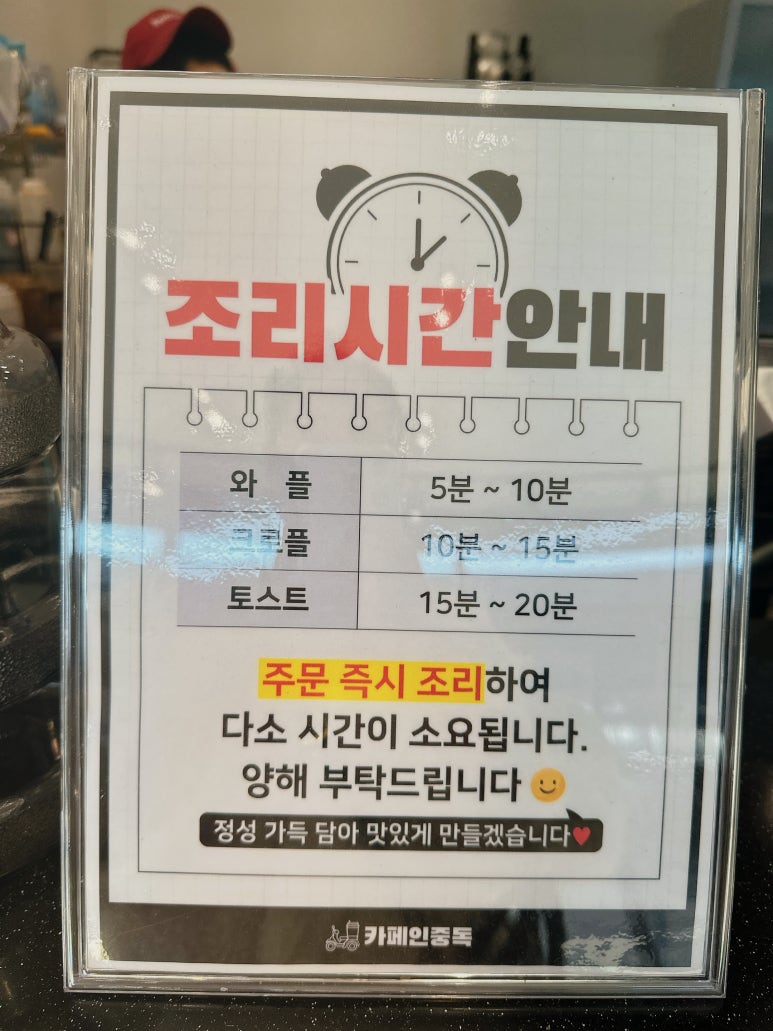 조리시간안내
와 플 5분 ~ 10분
크로플 10분 ~ 15분
토스트 15분 ~ 20분
주문 즉시 조리하여
다소 시간이 소요됩니다.
양해 부탁드립니다
정성 가득 담아 맛있게 만들겠습니다
카페인중독